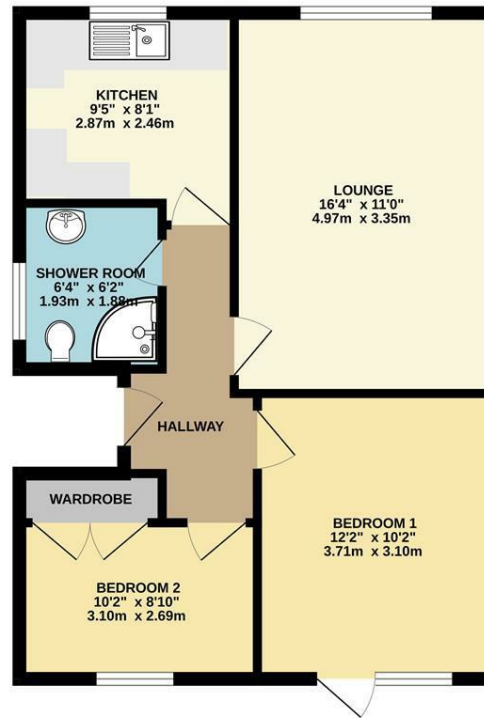 KITCHEN
9'5" x 8'1"
2.87m x 2.46m
LOUNGE
16'4" x 11'0"
4.97m x 3.35m
SHOWER ROOM
6'4" x 6'2"
1.93m x 1.88m
HALLWAY
WARDROBE
BEDROOM 1
12'2" x 10'2"
3.71m x 3.10m
BEDROOM 2
10'2" x 8'10"
3.10m x 2.69m